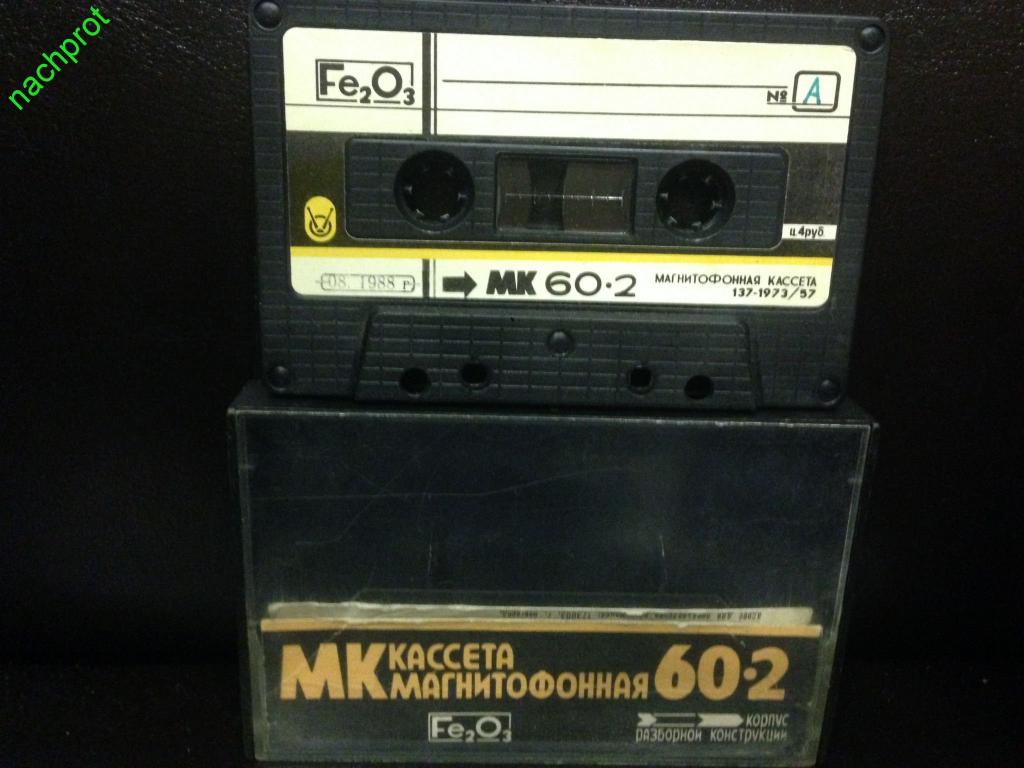 nachprot
Fe₂O₃
№ A
ц. 4руб
08. 1988 г
МК 60·2 МАГНИТОФОННАЯ КАССЕТА
137-1973/57
МК КАССЕТА МАГНИТОФОННАЯ 60·2
Fe₂O₃
КОРПУС
РАЗБОРНОЙ КОНСТРУКЦИИ